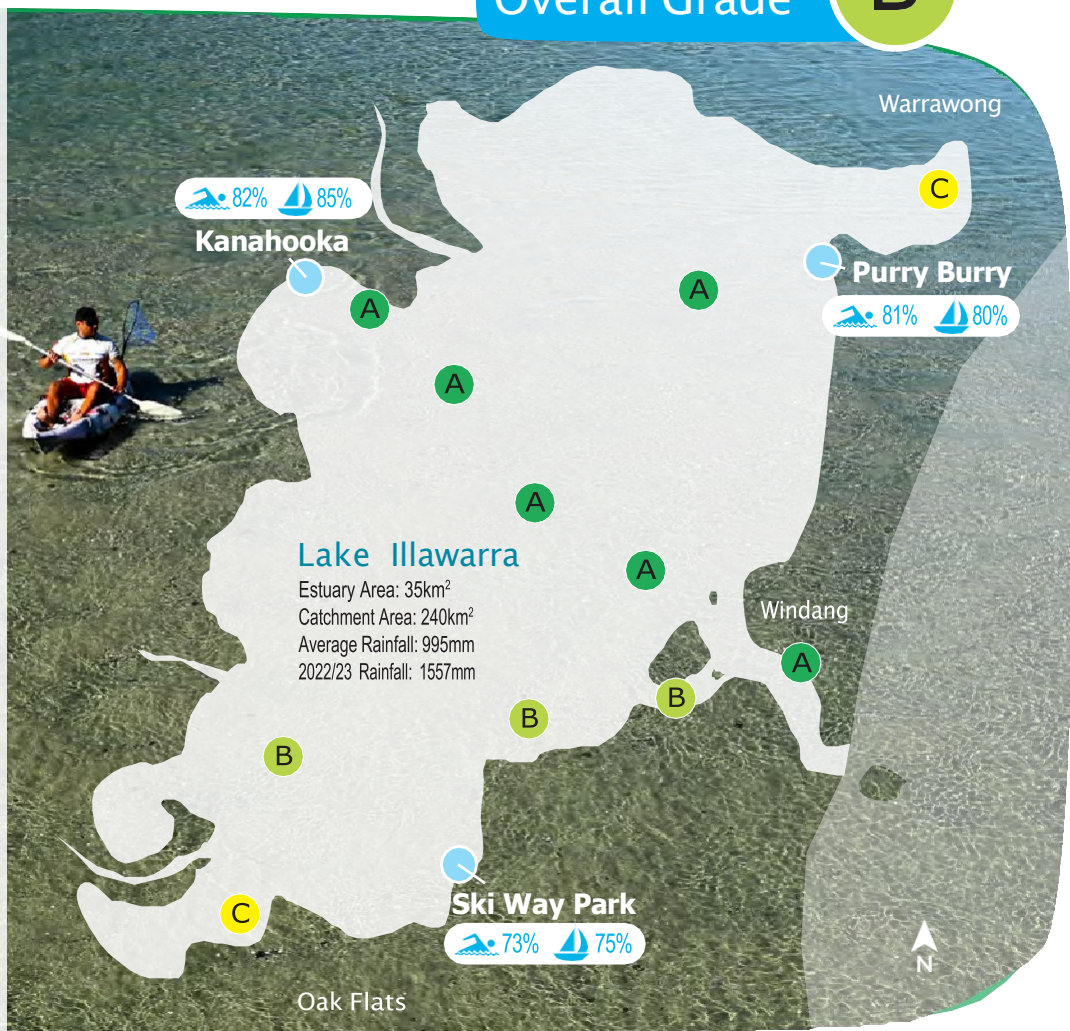 Overall Grade
B
Warrawong
C
82% 85%
Kanahooka
A
A
Purry Burry
81% 80%
A
A
Lake Illawarra
Estuary Area: 35km²
Catchment Area: 240km²
Average Rainfall: 995mm
2022/23 Rainfall: 1557mm
A
Windang
A
B
B
B
Ski Way Park
73% 75%
C
Oak Flats
N